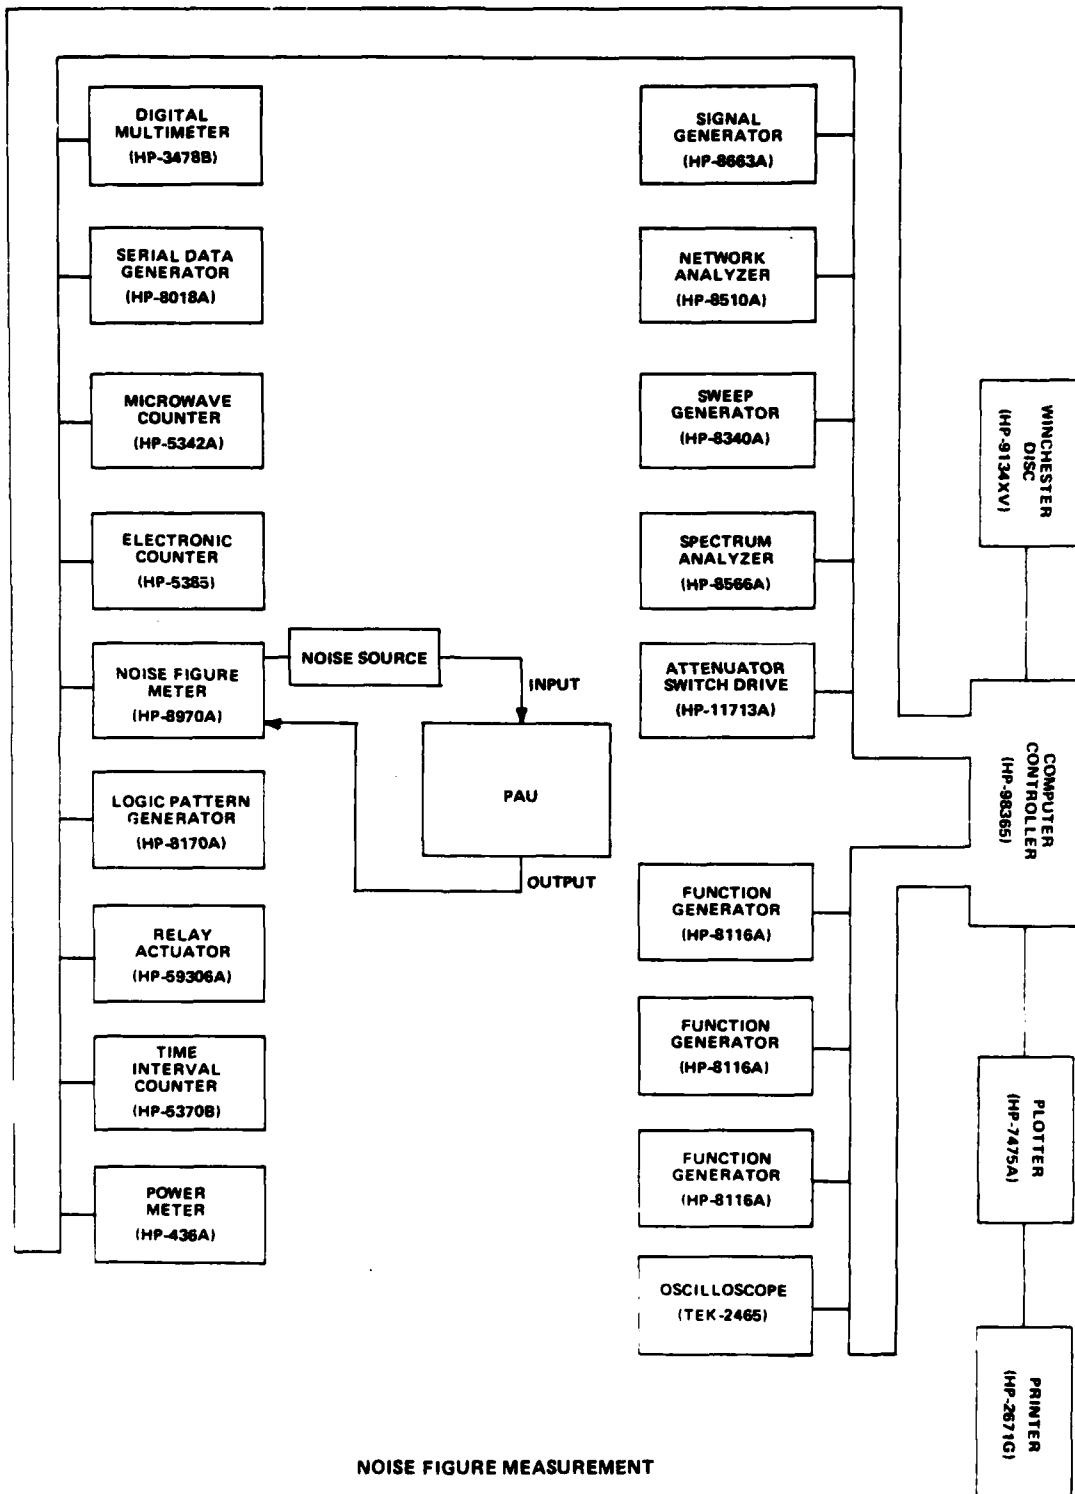 DIGITAL
MULTIMETER
(HP-3478B)
SERIAL DATA
GENERATOR
(HP-8018A)
MICROWAVE
COUNTER
(HP-5342A)
ELECTRONIC
COUNTER
(HP-5385)
NOISE FIGURE
METER
(HP-8970A)
LOGIC PATTERN
GENERATOR
(HP-8170A)
RELAY
ACTUATOR
(HP-59306A)
TIME
INTERVAL
COUNTER
(HP-5370B)
POWER
METER
(HP-436A)
NOISE SOURCE
INPUT
PAU
OUTPUT
SIGNAL
GENERATOR
(HP-8663A)
NETWORK
ANALYZER
(HP-8510A)
SWEEP
GENERATOR
(HP-8340A)
SPECTRUM
ANALYZER
(HP-8566A)
ATTENUATOR
SWITCH DRIVE
(HP-11713A)
FUNCTION
GENERATOR
(HP-8116A)
FUNCTION
GENERATOR
(HP-8116A)
FUNCTION
GENERATOR
(HP-8116A)
OSCILLOSCOPE
(TEK-2465)
WINCHESTER
DISC
(HP-9134XV)
COMPUTER
CONTROLLER
(HP-98365)
PLOTTER
(HP-7475A)
PRINTER
(HP-2671G)
NOISE FIGURE MEASUREMENT